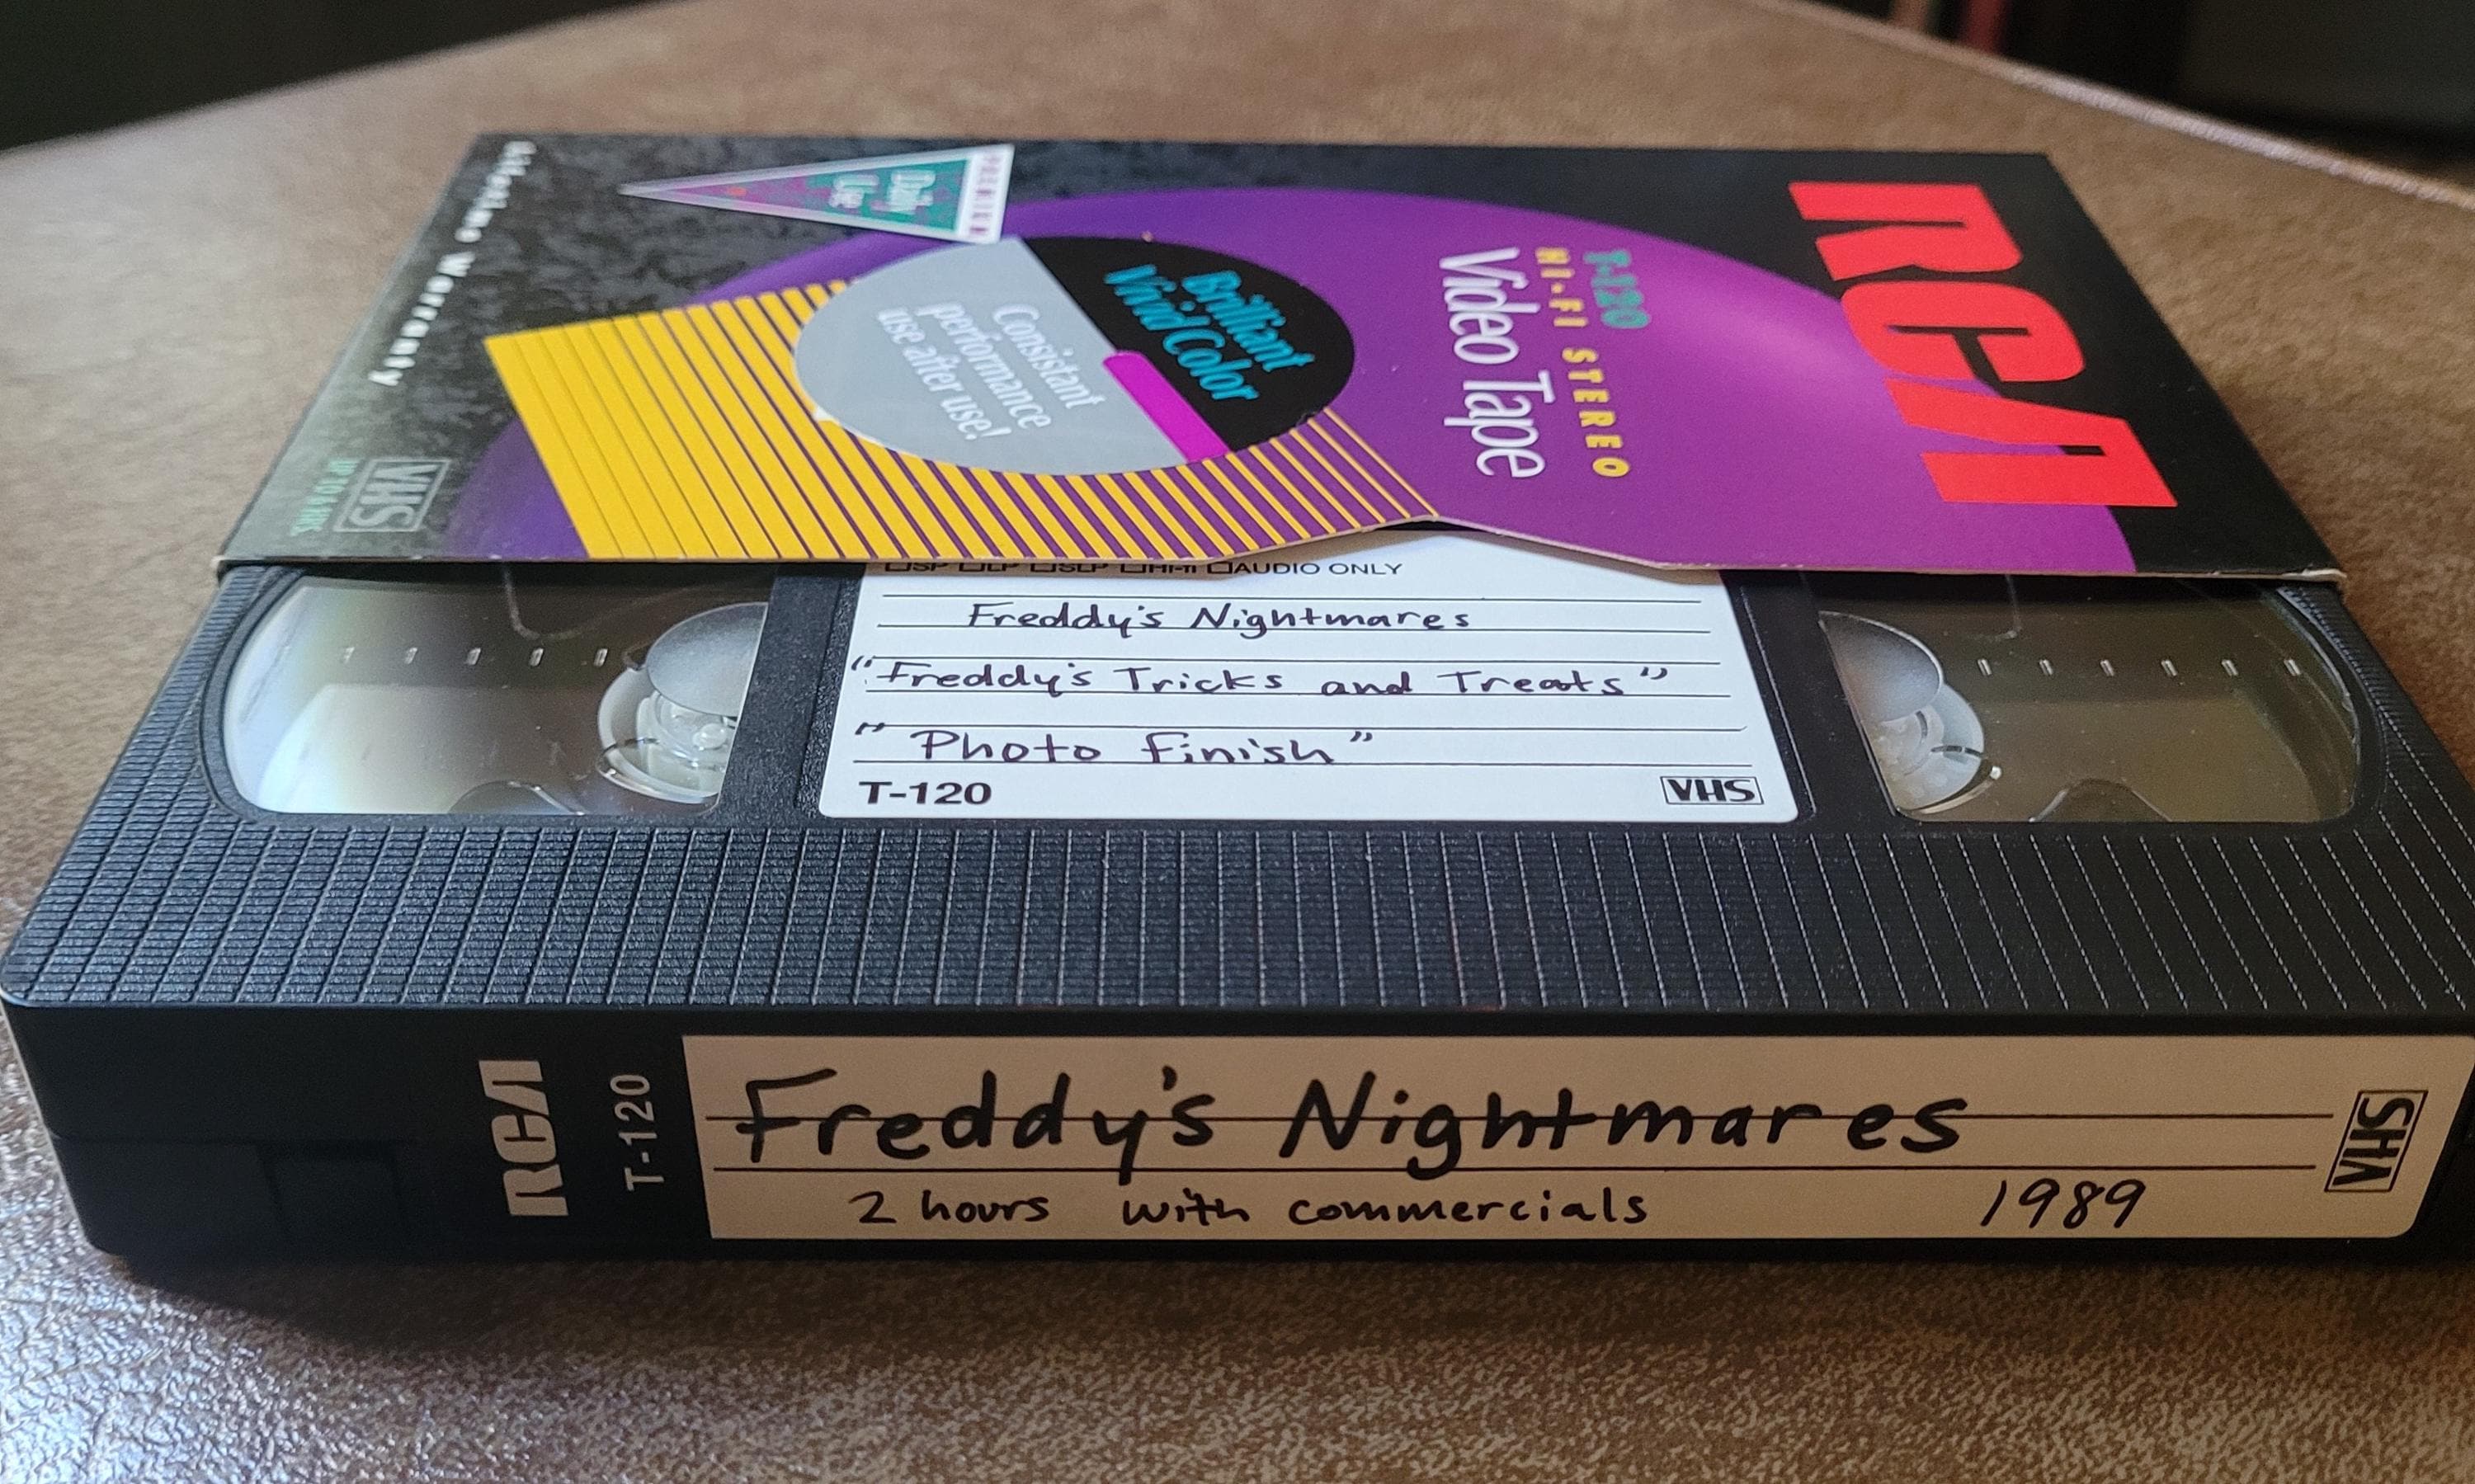 RCA
T-120
HI-FI STEREO
Video Tape
Brilliant
Vivid Color
Consistant
performance
use after use!
PREMIER
Daily
Use
Lifetime Warranty
VHS
SP LP SLP HI-FI AUDIO ONLY
Freddy's Nightmares
"Freddy's Tricks and Treats"
"Photo Finish"
T-120
VHS
RCA
T-120
Freddy's Nightmares
2 hours with commercials 1989
VHS